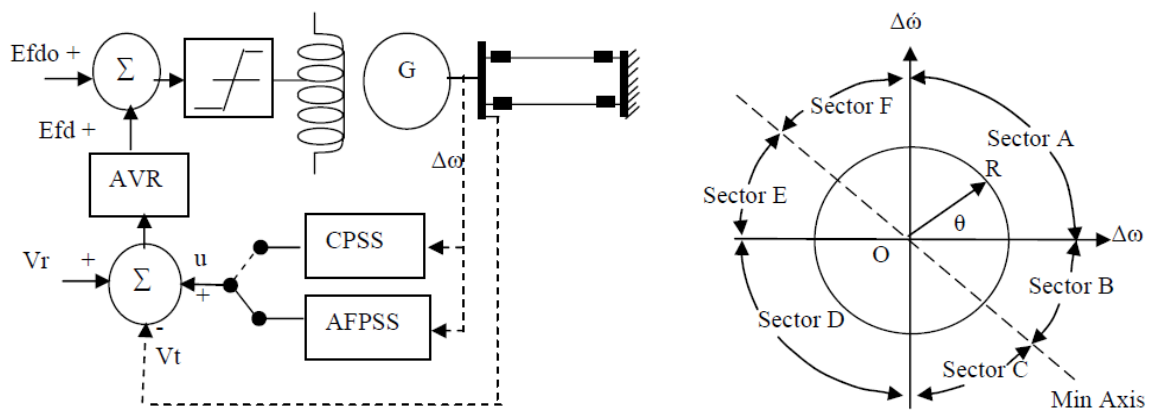 Efdo +
Σ
Efd +
AVR
Vr
+
Σ
-
Vt
u
+
CPSS
AFPSS
G
Δω
Δώ
Sector F
Sector A
Sector E
R
θ
O
Δω
Sector B
Sector D
Sector C
Min Axis